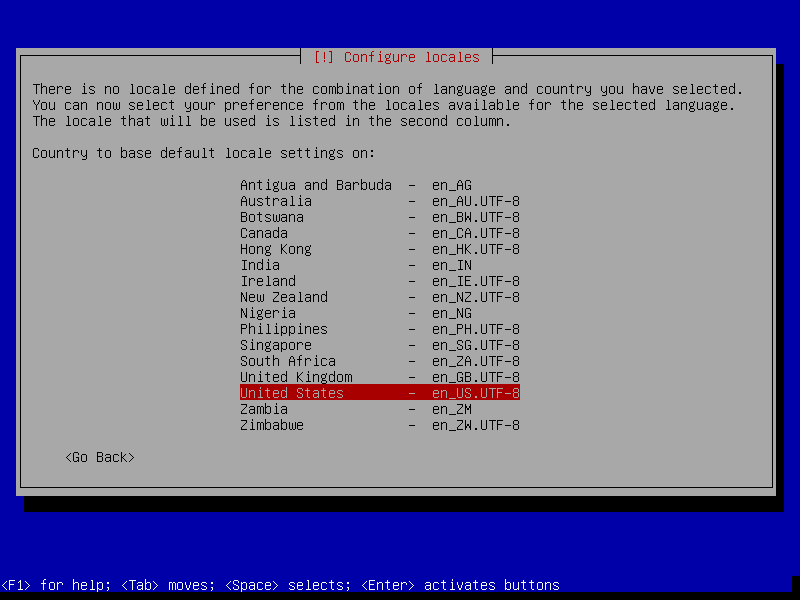 [!] Configure locales
There is no locale defined for the combination of language and country you have selected.
You can now select your preference from the locales available for the selected language.
The locale that will be used is listed in the second column.
Country to base default locale settings on:
Antigua and Barbuda - en_AG
Australia - en_AU.UTF-8
Botswana - en_BW.UTF-8
Canada - en_CA.UTF-8
Hong Kong - en_HK.UTF-8
India - en_IN
Ireland - en_IE.UTF-8
New Zealand - en_NZ.UTF-8
Nigeria - en_NG
Philippines - en_PH.UTF-8
Singapore - en_SG.UTF-8
South Africa - en_ZA.UTF-8
United Kingdom - en_GB.UTF-8
United States - en_US.UTF-8
Zambia - en_ZM
Zimbabwe - en_ZW.UTF-8
<Go Back>
<F1> for help; <Tab> moves; <Space> selects; <Enter> activates buttons